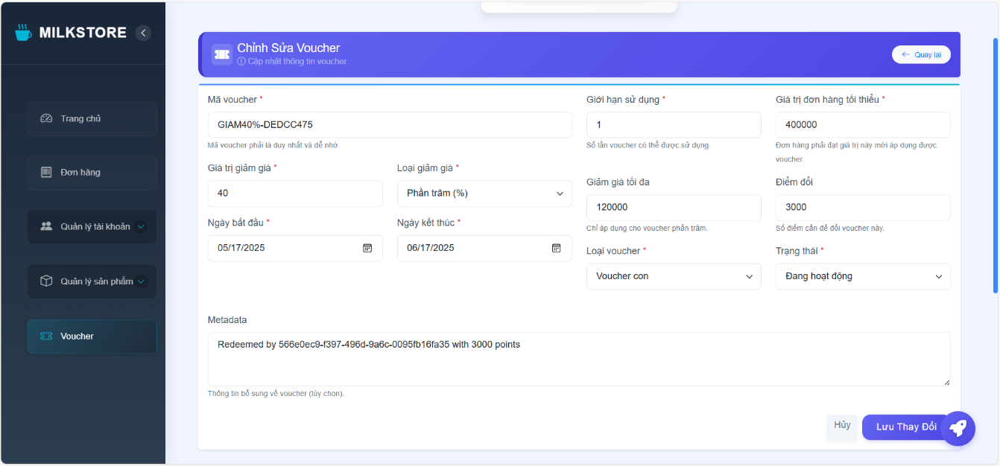 MILKSTORE
Trang chủ
Đơn hàng
Quản lý tài khoản
Quản lý sản phẩm
Voucher
Chỉnh Sửa Voucher
Cập nhật thông tin voucher
Quay lại
Mã voucher *
GIAM40%-DEDCC475
Mã voucher phải là duy nhất và dễ nhớ.
Giá trị giảm giá *
40
Loại giảm giá *
Phần trăm (%)
Ngày bắt đầu *
05/17/2025
Ngày kết thúc *
06/17/2025
Giới hạn sử dụng *
1
Số lần voucher có thể được sử dụng.
Giá trị đơn hàng tối thiểu *
400000
Đơn hàng phải đạt giá trị này mới áp dụng được
voucher.
Giảm giá tối đa
120000
Chỉ áp dụng cho voucher phần trăm.
Điểm đổi
3000
Số điểm cần để đổi voucher này.
Loại voucher *
Voucher con
Trạng thái *
Đang hoạt động
Metadata
Redeemed by 566e0ec9-f397-496d-9a6c-0095fb16fa35 with 3000 points
Thông tin bổ sung về voucher (tùy chọn).
Hủy
Lưu Thay Đổi